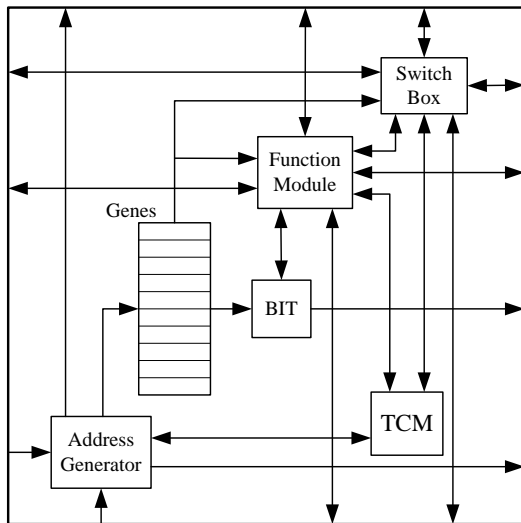 Switch
Box
Function
Module
Genes
BIT
TCM
Address
Generator